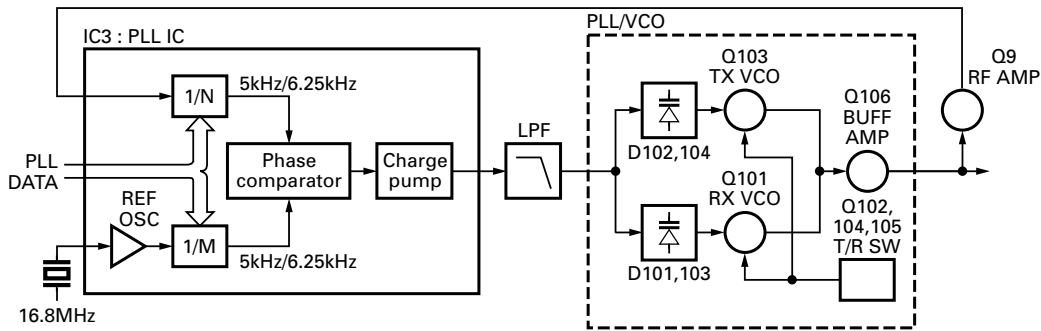 IC3 : PLL IC
PLL/VCO
1/N
5kHz/6.25kHz
PLL
DATA
Phase
comparator
Charge
pump
LPF
REF
OSC
1/M
5kHz/6.25kHz
16.8MHz
Q103
TX VCO
D102,104
Q101
RX VCO
D101,103
Q106
BUFF
AMP
Q102,
104,105
T/R SW
Q9
RF AMP